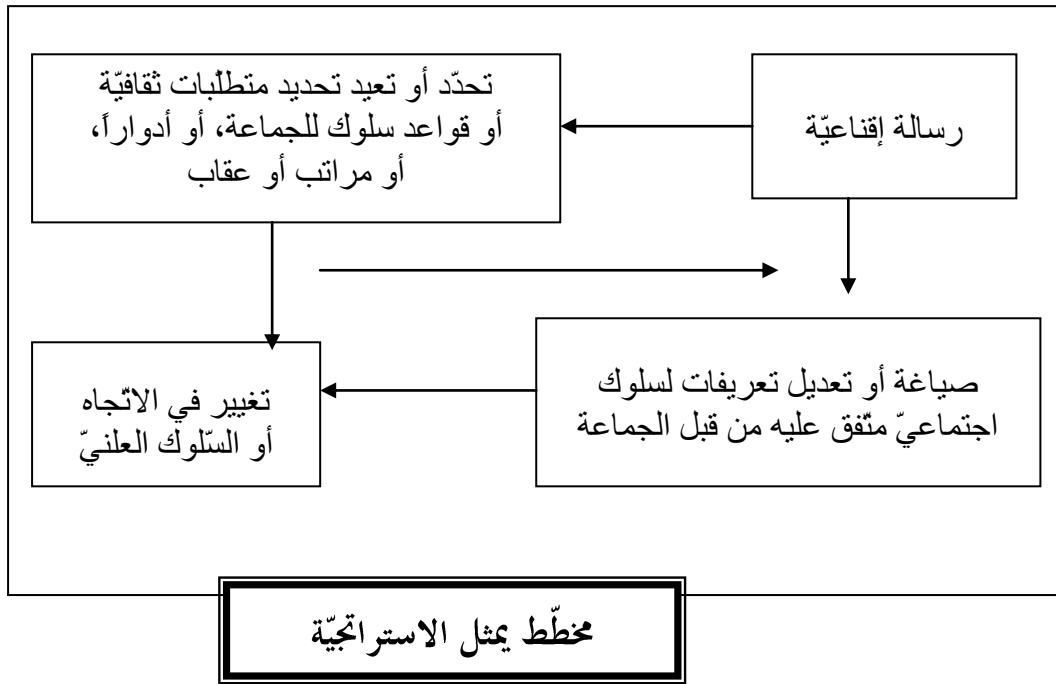 رسالة إقناعيّة
تحدّد أو تعيد تحديد متطلّبات ثقافيّة
أو قواعد سلوك للجماعة، أو أدواراً،
أو مراتب أو عقاب
صياغة أو تعديل تعريفات لسلوك
اجتماعيّ متّفق عليه من قبل الجماعة
تغيير في الاتّجاه
أو السّلوك العلنيّ
مخطّط يمثل الاستراتجيّة